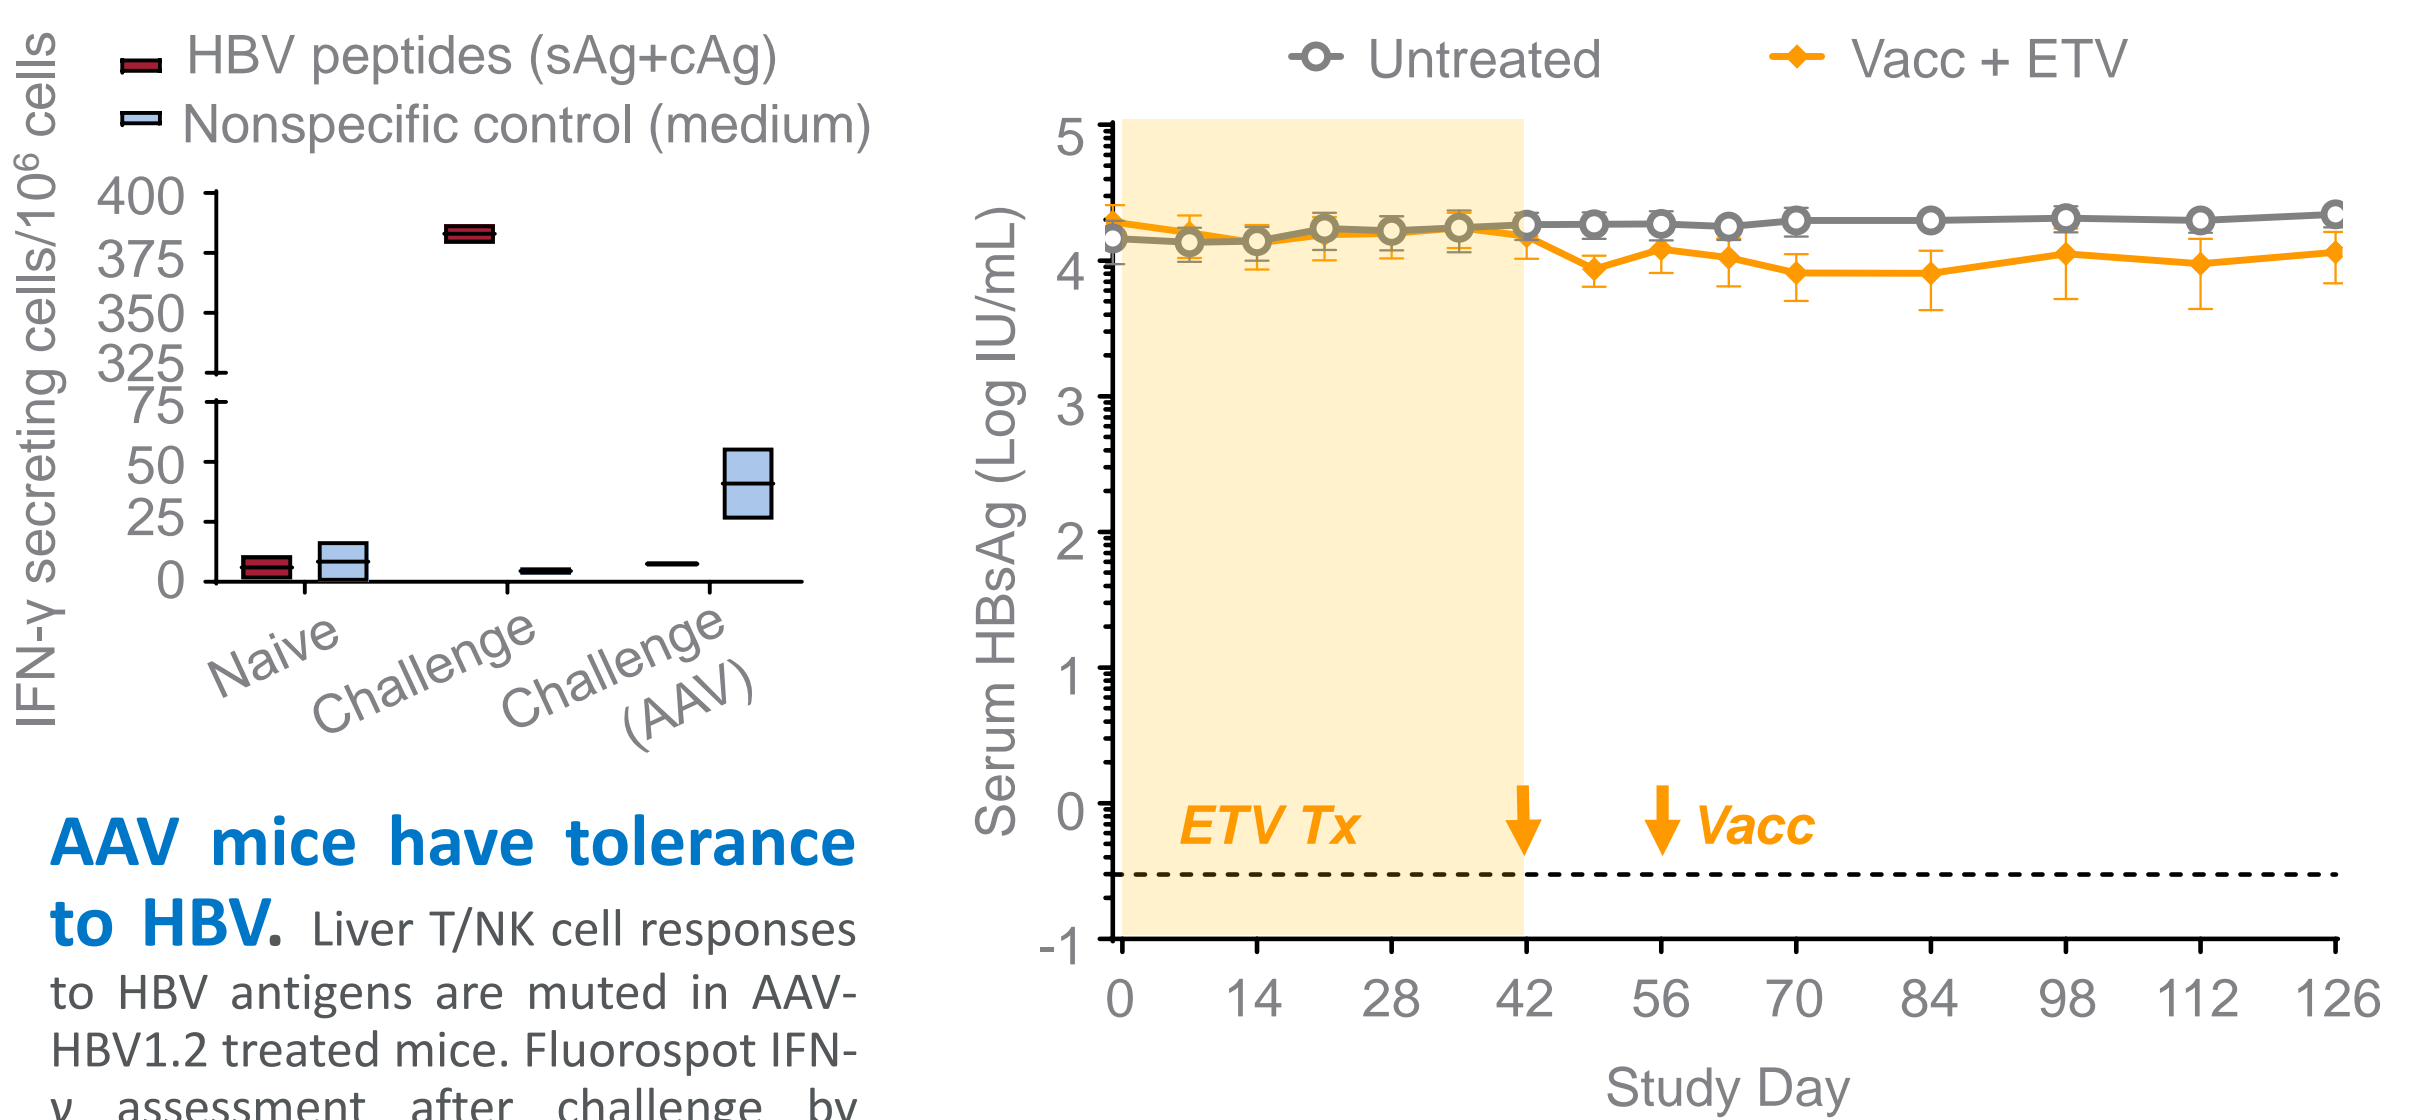 HBV peptides (sAg+cAg)
Nonspecific control (medium)
IFN-γ secreting cells/10⁶ cells
400
375
350
325
75
50
25
0
Naive
Challenge
Challenge
(AAV)
AAV mice have tolerance
to HBV. Liver T/NK cell responses
to HBV antigens are muted in AAV-
HBV1.2 treated mice. Fluorospot IFN-
γ assessment after challenge by
Untreated
Vacc + ETV
Serum HBsAg (Log IU/mL)
5
4
3
2
1
0
-1
ETV Tx
Vacc
0 14 28 42 56 70 84 98 112 126
Study Day